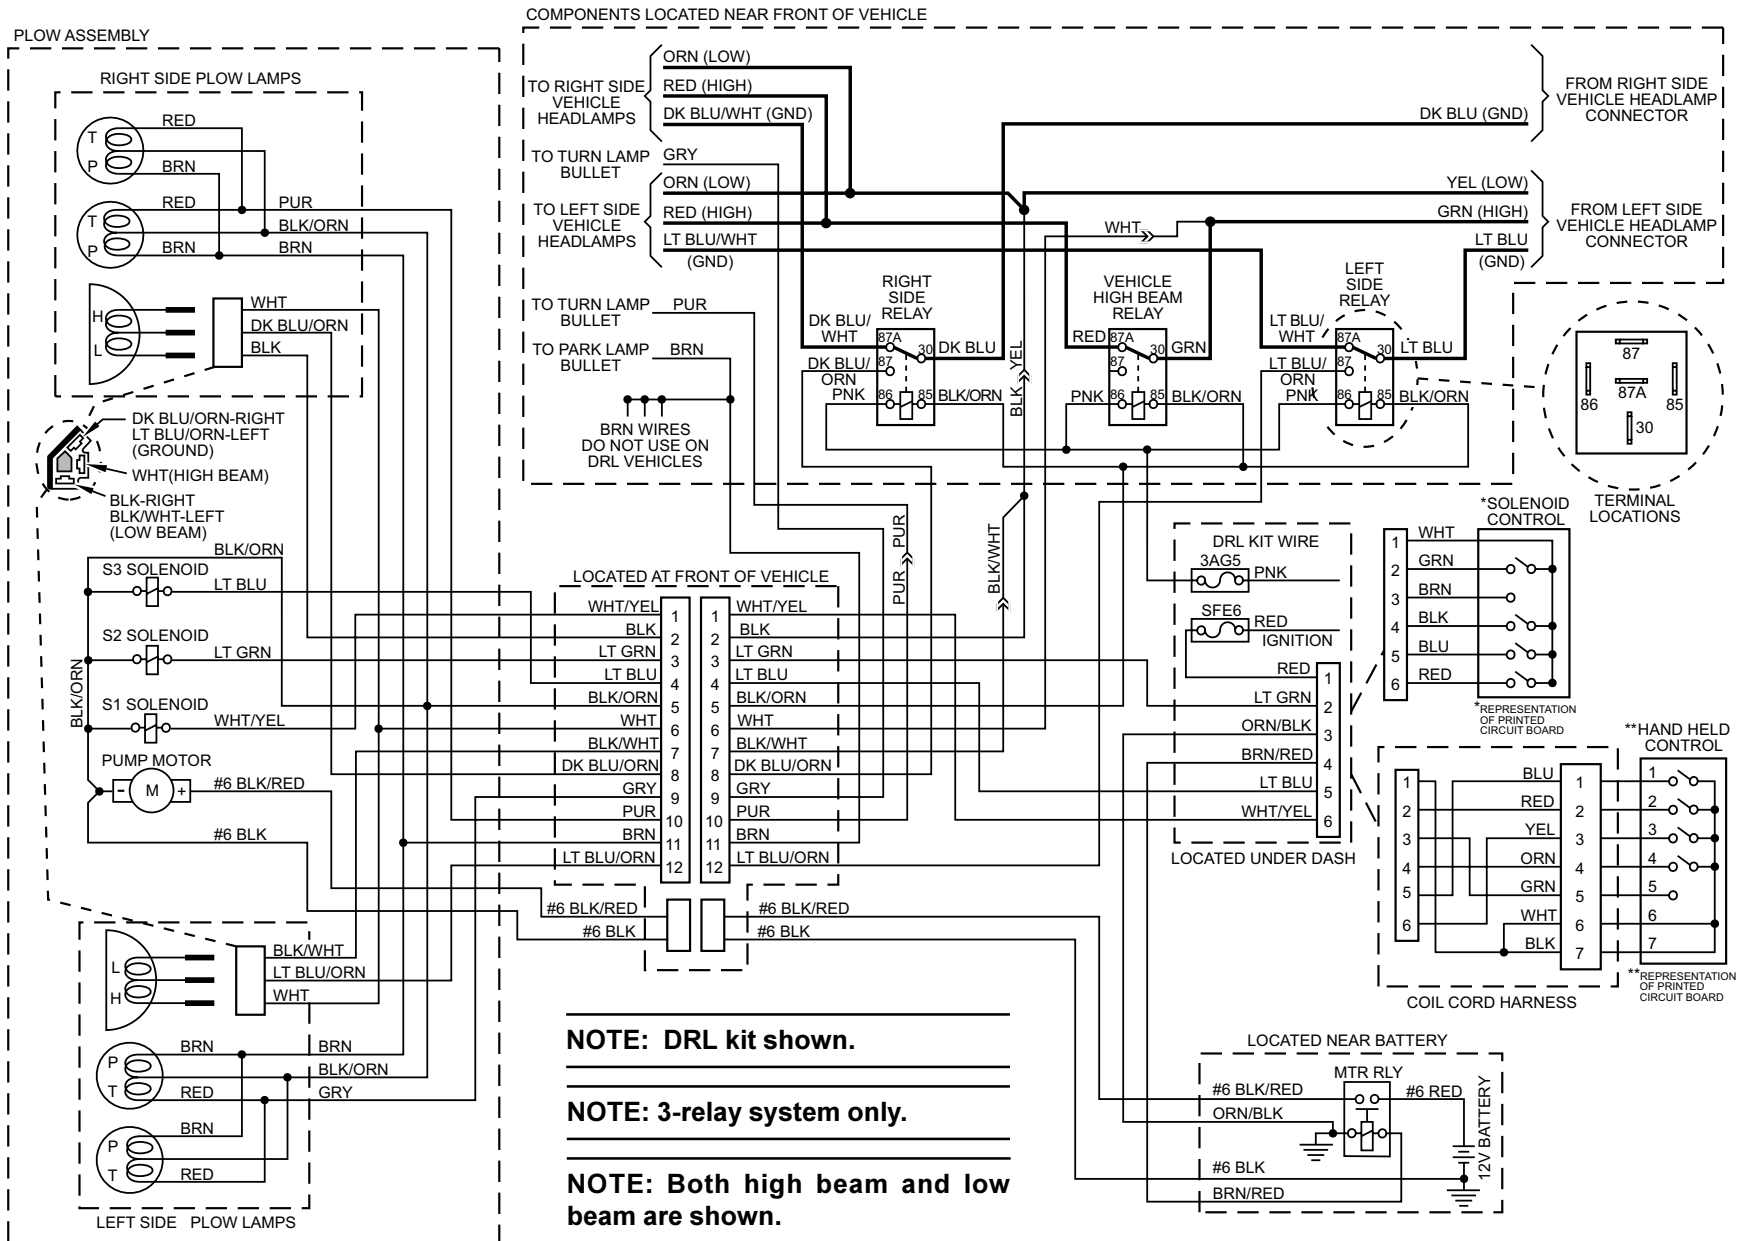 COMPONENTS LOCATED NEAR FRONT OF VEHICLE
PLOW ASSEMBLY
RIGHT SIDE PLOW LAMPS
T
P
RED
BRN
T
P
RED
BRN
PUR
BLK/ORN
BRN
H
L
WHT
DK BLU/ORN
BLK
DK BLU/ORN-RIGHT
LT BLU/ORN-LEFT
(GROUND)
WHT(HIGH BEAM)
BLK-RIGHT
BLK/WHT-LEFT
(LOW BEAM)
BLK/ORN
S3 SOLENOID
LT BLU
S2 SOLENOID
LT GRN
BLK/ORN
S1 SOLENOID
WHT/YEL
PUMP MOTOR
- M +
#6 BLK/RED
#6 BLK
L
H
BLK/WHT
LT BLU/ORN
WHT
P
T
BRN
RED
BRN
BLK/ORN
GRY
P
T
BRN
RED
LEFT SIDE PLOW LAMPS
TO RIGHT SIDE
VEHICLE
HEADLAMPS
ORN (LOW)
RED (HIGH)
DK BLU/WHT (GND)
TO TURN LAMP
BULLET
GRY
TO LEFT SIDE
VEHICLE
HEADLAMPS
ORN (LOW)
RED (HIGH)
LT BLU/WHT
(GND)
TO TURN LAMP
BULLET
PUR
TO PARK LAMP
BULLET
BRN
BRN WIRES
DO NOT USE ON
DRL VEHICLES
DK BLU (GND)
FROM RIGHT SIDE
VEHICLE HEADLAMP
CONNECTOR
YEL (LOW)
GRN (HIGH)
LT BLU
(GND)
FROM LEFT SIDE
VEHICLE HEADLAMP
CONNECTOR
WHT
RIGHT
SIDE
RELAY
DK BLU/
WHT
DK BLU/
ORN
PNK
87A
87
30
86
85
DK BLU
BLK/ORN
BLK YEL
VEHICLE
HIGH BEAM
RELAY
RED
PNK
87A
87
30
86
85
GRN
BLK/ORN
LEFT
SIDE
RELAY
LT BLU/
WHT
LT BLU/
ORN
PNK
87A
87
30
86
85
LT BLU
BLK/ORN
87
87A
86
85
30
TERMINAL
LOCATIONS
PUR PUR
BLK/WHT
LOCATED AT FRONT OF VEHICLE
WHT/YEL 1 1 WHT/YEL
BLK 2 2 BLK
LT GRN 3 3 LT GRN
LT BLU 4 4 LT BLU
BLK/ORN 5 5 BLK/ORN
WHT 6 6 WHT
BLK/WHT 7 7 BLK/WHT
DK BLU/ORN 8 8 DK BLU/ORN
GRY 9 9 GRY
PUR 10 10 PUR
BRN 11 11 BRN
LT BLU/ORN 12 12 LT BLU/ORN
#6 BLK/RED #6 BLK/RED
#6 BLK #6 BLK
DRL KIT WIRE
3AG5
PNK
SFE6
RED
IGNITION
RED 1
LT GRN 2
ORN/BLK 3
BRN/RED 4
LT BLU 5
WHT/YEL 6
LOCATED UNDER DASH
*SOLENOID
CONTROL
1 WHT
2 GRN
3 BRN
4 BLK
5 BLU
6 RED
*REPRESENTATION
OF PRINTED
CIRCUIT BOARD
**HAND HELD
CONTROL
1 BLU 1 1
2 RED 2 2
3 YEL 3 3
4 ORN 4 4
5 GRN 5 5
6 WHT 6 6
BLK 7 7
COIL CORD HARNESS
**REPRESENTATION
OF PRINTED
CIRCUIT BOARD
LOCATED NEAR BATTERY
MTR RLY
#6 BLK/RED
#6 RED
ORN/BLK
#6 BLK
BRN/RED
12V BATTERY
NOTE: DRL kit shown.
NOTE: 3-relay system only.
NOTE: Both high beam and low
beam are shown.